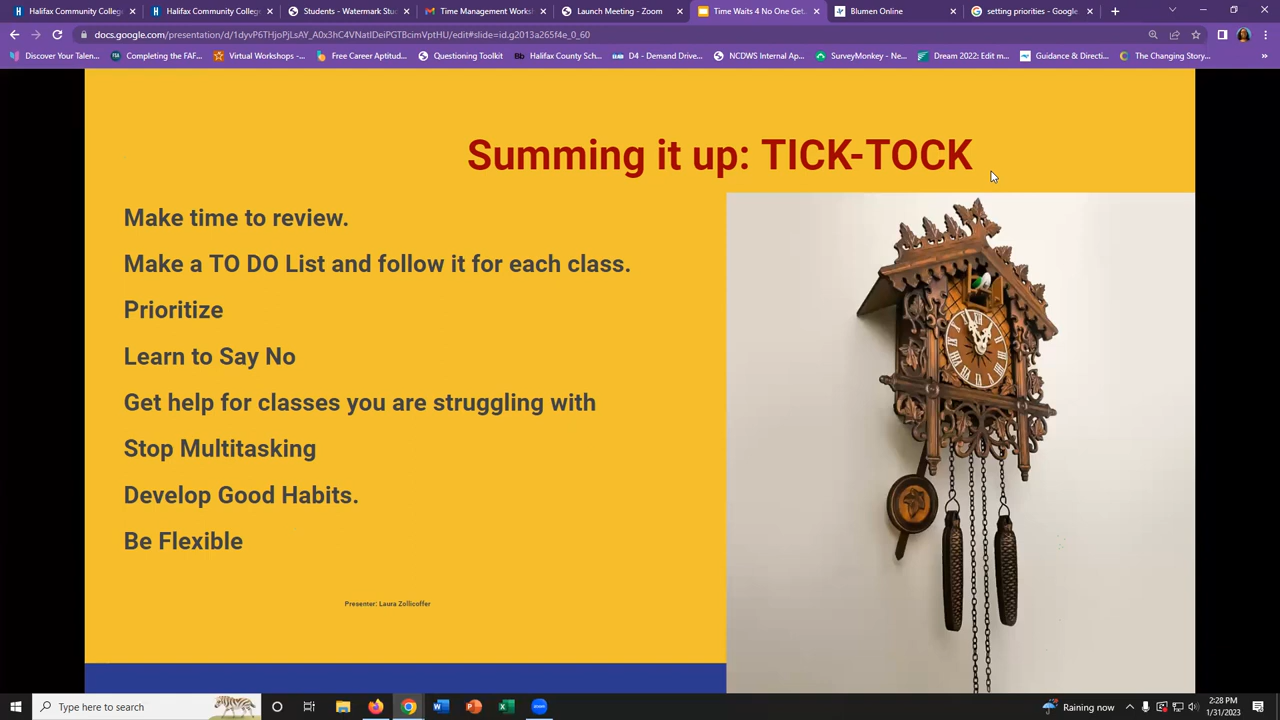 Halifax Community Colleg
Halifax Community Colleg
Students - Watermark Stud
Time Management Worksh
Launch Meeting - Zoom
Time Waits 4 No One Getti
Blumen Online
setting priorities - Google
docs.google.com/presentation/d/1dyvP6THjoPjLsAY_A0x3hC4VNatIDeiPGTBcimVptHU/edit#slide=id.g2013a265f4e_0_60
Discover Your Talen...
Completing the FAF...
Virtual Workshops -...
Free Career Aptitud...
Questioning Toolkit
Bb Halifax County Sch...
D4 - Demand Drive...
NCDWS Internal Ap...
SurveyMonkey - Ne...
Dream 2022: Edit m...
Guidance & Directi...
The Changing Story...
Summing it up: TICK-TOCK
Make time to review.
Make a TO DO List and follow it for each class.
Prioritize
Learn to Say No
Get help for classes you are struggling with
Stop Multitasking
Develop Good Habits.
Be Flexible
Presenter: Laura Zollicoffer
Type here to search
Raining now
2:28 PM
1/31/2023